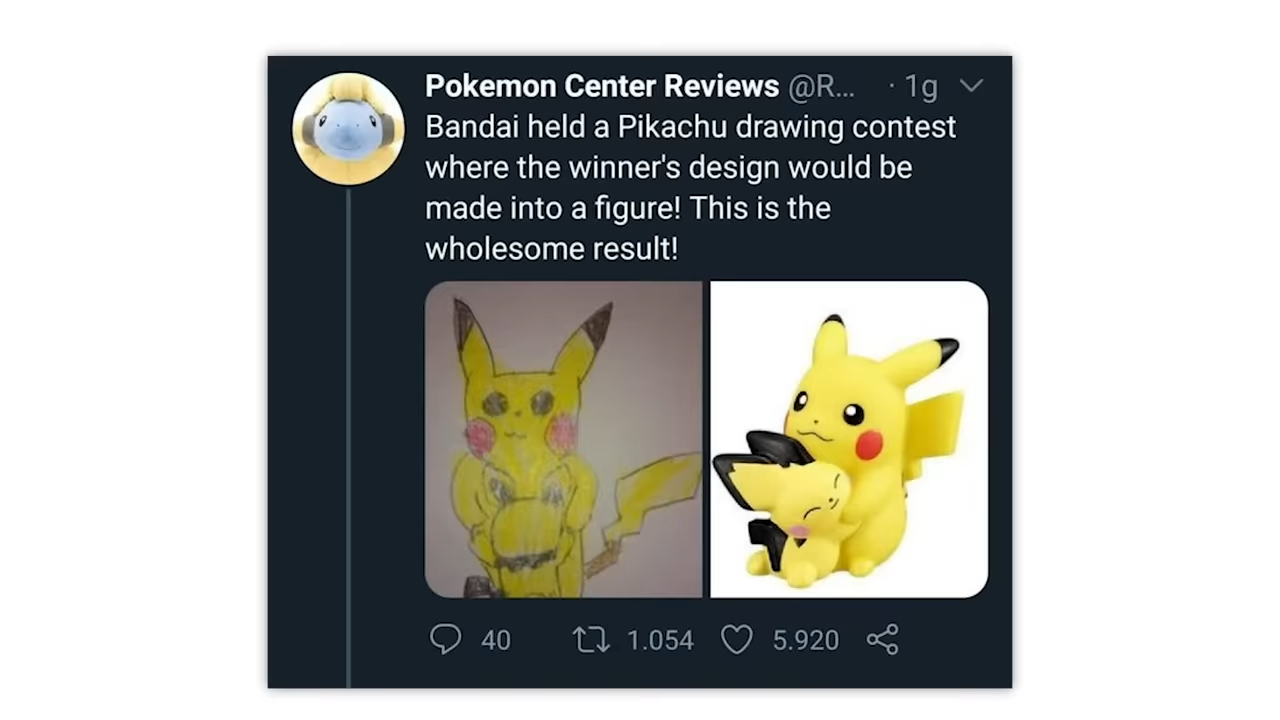 Pokemon Center Reviews @R... · 1g
Bandai held a Pikachu drawing contest
where the winner's design would be
made into a figure! This is the
wholesome result!
40 1.054 5.920